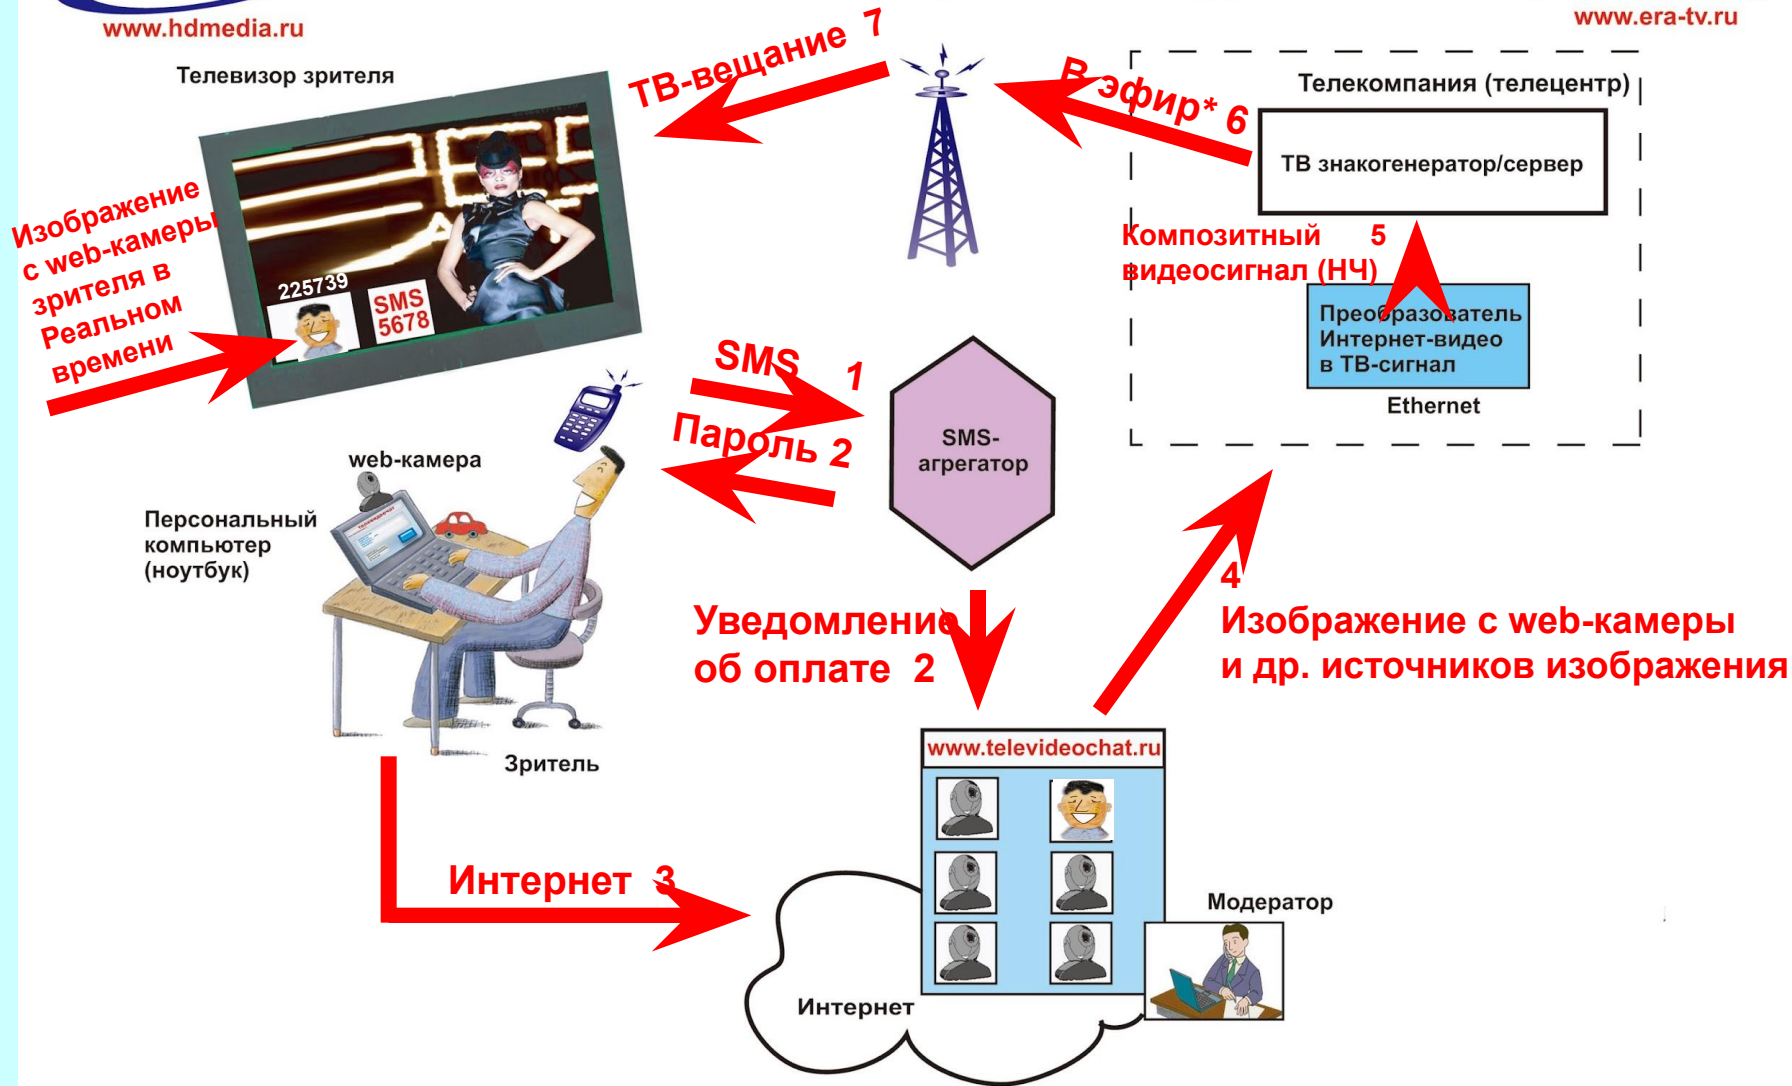 www.hdmedia.ru
www.era-tv.ru
Телевизор зрителя
ТВ-вещание 7
В эфир* 6
Телекомпания (телецентр)
ТВ знакогенератор/сервер
Изображение
с web-камеры
зрителя в
Реальном
времени
225739
SMS
5678
Композитный 5
видеосигнал (НЧ)
Преобразователь
Интернет-видео
в ТВ-сигнал
Ethernet
SMS 1
Пароль 2
SMS-
агрегатор
web-камера
Персональный
компьютер
(ноутбук)
Зритель
Уведомление
об оплате 2
4
Изображение с web-камеры
и др. источников изображения
www.televideochat.ru
Интернет 3
Модератор
Интернет